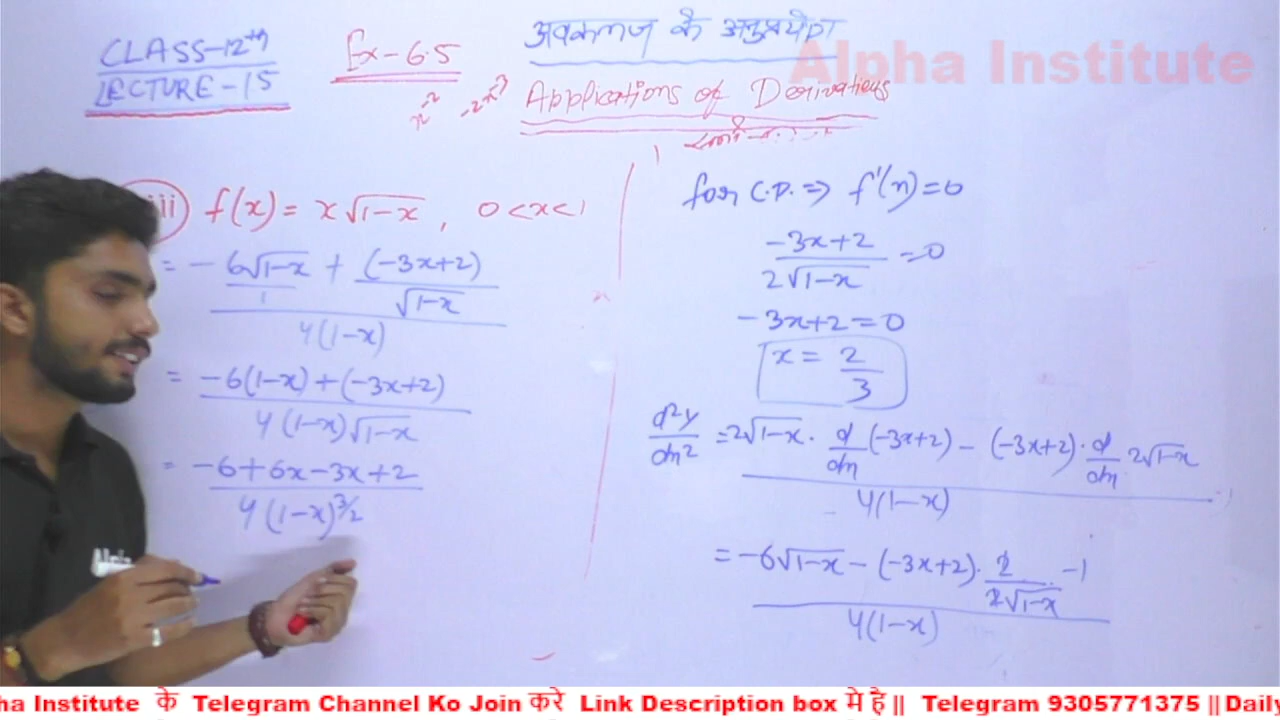 CLASS-12th
LECTURE-15
Ex-6.5
अवकलज के अनुप्रयोग
Alpha Institute
Applications of Derivatives
x⁻² -2x⁻³
iii) f(x) = x√(1-x), 0<x<1
= (-6√(1-x)/1 + (-3x+2)/√(1-x)) / 4(1-x)
= (-6(1-x)+(-3x+2)) / 4(1-x)√(1-x)
= (-6+6x-3x+2) / 4(1-x)^3/2
for C.P. ⇒ f'(x)=0
(-3x+2) / 2√(1-x) = 0
-3x+2=0
x = 2/3
d²y/dx² = (2√(1-x) · d/dx (-3x+2) - (-3x+2) · d/dx 2√(1-x)) / 4(1-x)
= (-6√(1-x) - (-3x+2) · 2/2√(1-x) · -1) / 4(1-x)
ha Institute के Telegram Channel Ko Join करे Link Description box मे है || Telegram 9305771375 || Daily